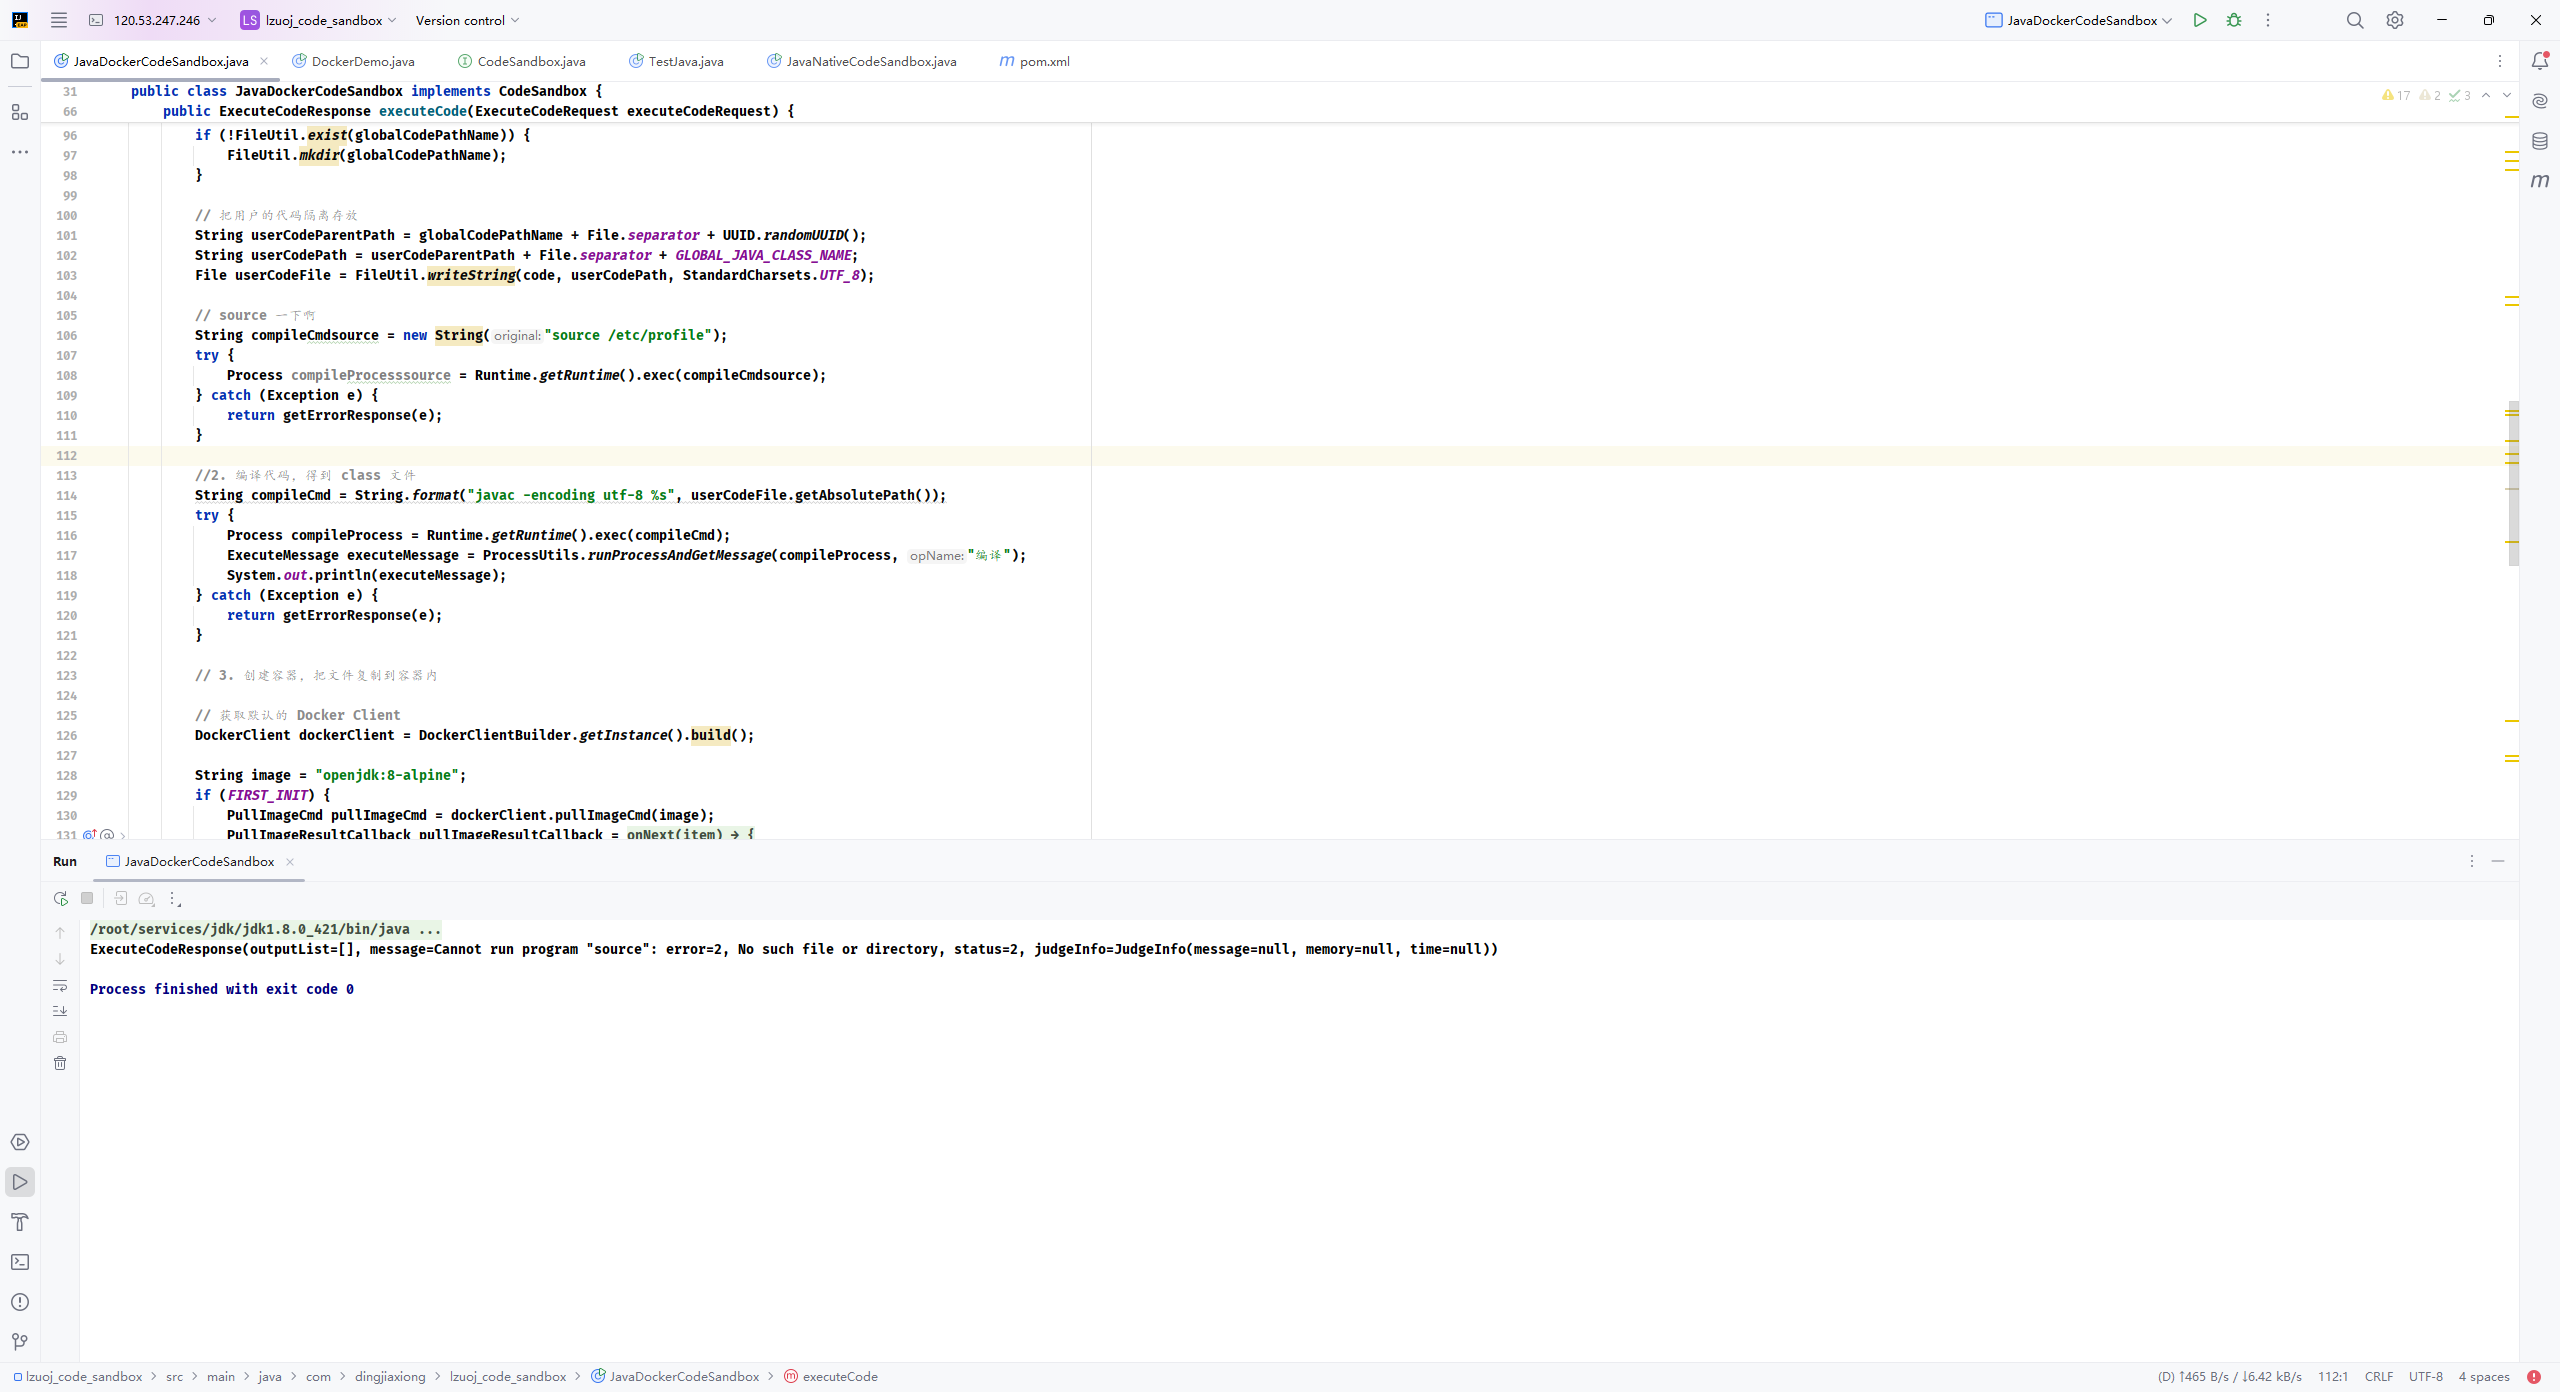 120.53.247.246 LS lzuoj_code_sandbox Version control JavaDockerCodeSandbox
JavaDockerCodeSandbox.java DockerDemo.java CodeSandbox.java TestJava.java JavaNativeCodeSandbox.java m pom.xml
31 public class JavaDockerCodeSandbox implements CodeSandbox {
66 public ExecuteCodeResponse executeCode(ExecuteCodeRequest executeCodeRequest) {
17 2 3
96 if (!FileUtil.exist(globalCodePathName)) {
97 FileUtil.mkdir(globalCodePathName);
98 }
99
100 // 把用户的代码隔离存放
101 String userCodeParentPath = globalCodePathName + File.separator + UUID.randomUUID();
102 String userCodePath = userCodeParentPath + File.separator + GLOBAL_JAVA_CLASS_NAME;
103 File userCodeFile = FileUtil.writeString(code, userCodePath, StandardCharsets.UTF_8);
104
105 // source 一下啊
106 String compileCmdsource = new String( original: "source /etc/profile");
107 try {
108 Process compileProcesssource = Runtime.getRuntime().exec(compileCmdsource);
109 } catch (Exception e) {
110 return getErrorResponse(e);
111 }
112
113 //2. 编译代码，得到 class 文件
114 String compileCmd = String.format("javac -encoding utf-8 %s", userCodeFile.getAbsolutePath());
115 try {
116 Process compileProcess = Runtime.getRuntime().exec(compileCmd);
117 ExecuteMessage executeMessage = ProcessUtils.runProcessAndGetMessage(compileProcess, opName: "编译");
118 System.out.println(executeMessage);
119 } catch (Exception e) {
120 return getErrorResponse(e);
121 }
122
123 // 3. 创建容器，把文件复制到容器内
124
125 // 获取默认的 Docker Client
126 DockerClient dockerClient = DockerClientBuilder.getInstance().build();
127
128 String image = "openjdk:8-alpine";
129 if (FIRST_INIT) {
130 PullImageCmd pullImageCmd = dockerClient.pullImageCmd(image);
131 PullImageResultCallback pullImageResultCallback = onNext(item) → {
Run JavaDockerCodeSandbox
/root/services/jdk/jdk1.8.0_421/bin/java ...
ExecuteCodeResponse(outputList=[], message=Cannot run program "source": error=2, No such file or directory, status=2, judgeInfo=JudgeInfo(message=null, memory=null, time=null))
Process finished with exit code 0
lzuoj_code_sandbox > src > main > java > com > dingjiaxiong > lzuoj_code_sandbox > JavaDockerCodeSandbox > executeCode (D) ↑465 B/s / ↓6.42 kB/s 112:1 CRLF UTF-8 4 spaces